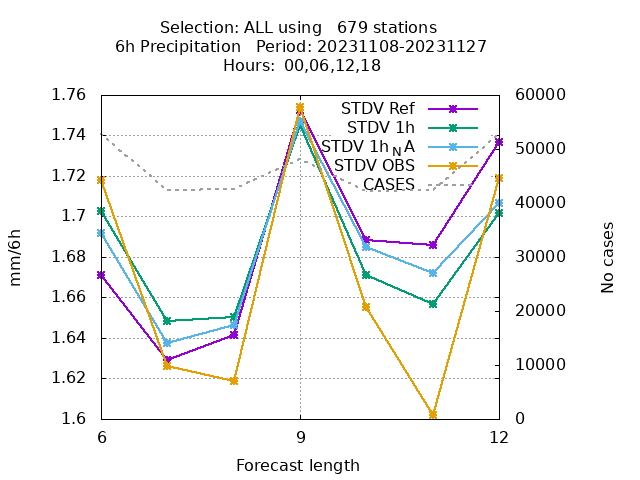 Selection: ALL using   679 stations
6h Precipitation   Period: 20231108-20231127
Hours: 00,06,12,18
1.76
1.74
1.72
1.7
1.68
1.66
1.64
1.62
1.6
60000
50000
40000
30000
20000
10000
0
6
9
12
mm/6h
No cases
Forecast length
STDV Ref
STDV 1h
STDV 1h_NA
STDV OBS
CASES